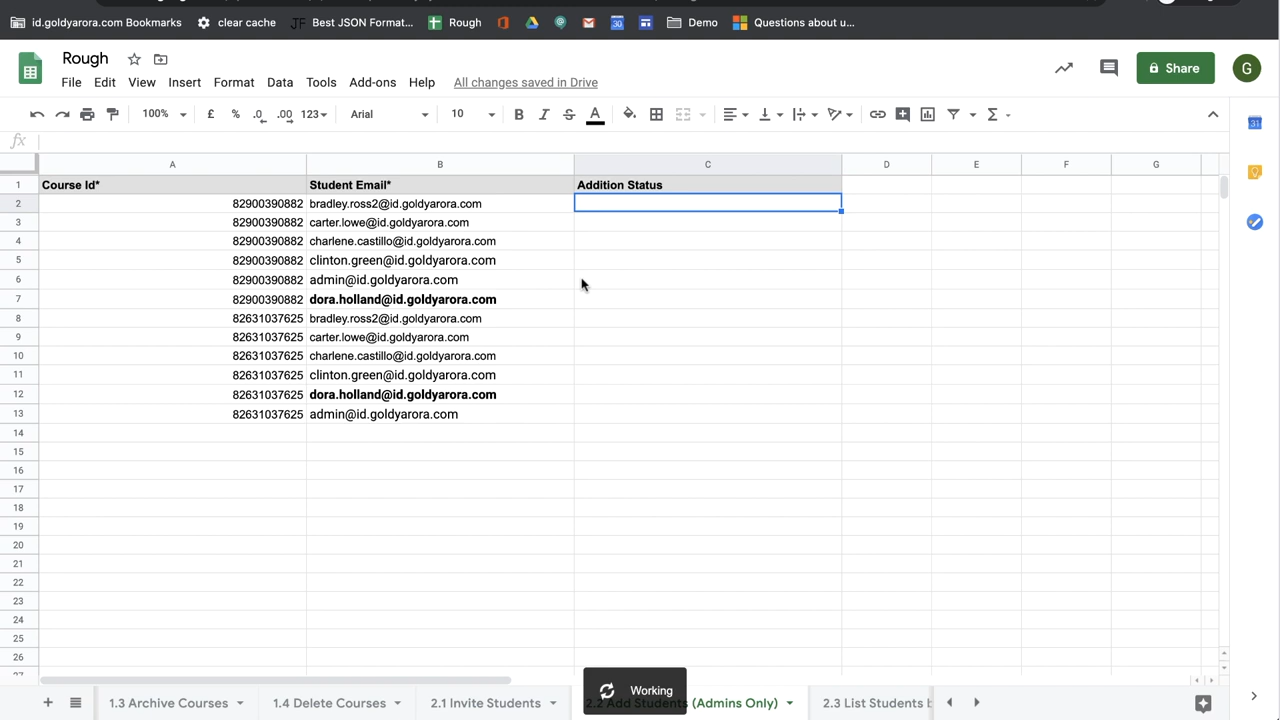 id.goldyarora.com Bookmarks clear cache JF Best JSON Format... Rough 30 Demo Questions about u...
Rough
File Edit View Insert Format Data Tools Add-ons Help All changes saved in Drive
Share G
100% £ % .0 .00 123 Arial 10 B I S A Σ 31
fx
A B C D E F G
1 Course Id* Student Email* Addition Status
2 82900390882 bradley.ross2@id.goldyarora.com
3 82900390882 carter.lowe@id.goldyarora.com
4 82900390882 charlene.castillo@id.goldyarora.com
5 82900390882 clinton.green@id.goldyarora.com
6 82900390882 admin@id.goldyarora.com
7 82900390882 dora.holland@id.goldyarora.com
8 82631037625 bradley.ross2@id.goldyarora.com
9 82631037625 carter.lowe@id.goldyarora.com
10 82631037625 charlene.castillo@id.goldyarora.com
11 82631037625 clinton.green@id.goldyarora.com
12 82631037625 dora.holland@id.goldyarora.com
13 82631037625 admin@id.goldyarora.com
14
15
16
17
18
19
20
21
22
23
24
25
26
27
Working
1.3 Archive Courses 1.4 Delete Courses 2.1 Invite Students 2.2 Add Students (Admins Only) 2.3 List Students